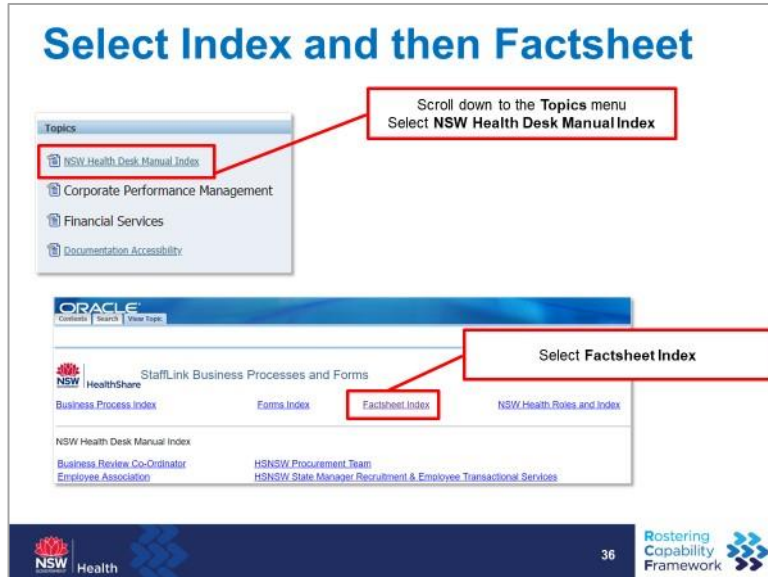 Select Index and then Factsheet
Scroll down to the Topics menu
Select NSW Health Desk Manual Index
Topics
NSW Health Desk Manual Index
Corporate Performance Management
Financial Services
Documentation Accessibility
ORACLE
Contents Search View Topic
NSW HealthShare StaffLink Business Processes and Forms
Select Factsheet Index
Business Process Index Forms Index Factsheet Index NSW Health Roles and Index
NSW Health Desk Manual Index
Business Review Co-Ordinator HSNSW Procurement Team
Employee Association HSNSW State Manager Recruitment & Employee Transactional Services
NSW Health
36
Rostering
Capability
Framework